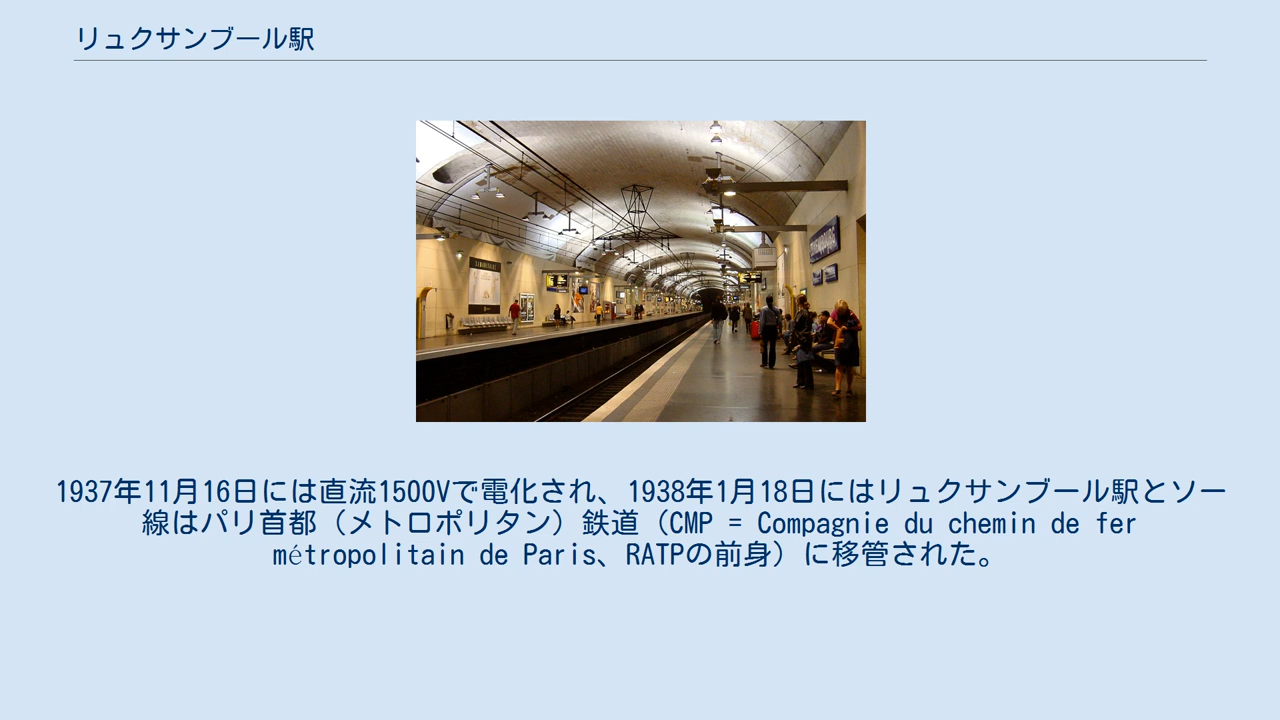 リュクサンブール駅
1937年11月16日には直流1500Vで電化され、1938年1月18日にはリュクサンブール駅とソー
線はパリ首都（メトロポリタン）鉄道（CMP = Compagnie du chemin de fer
métropolitain de Paris、RATPの前身）に移管された。